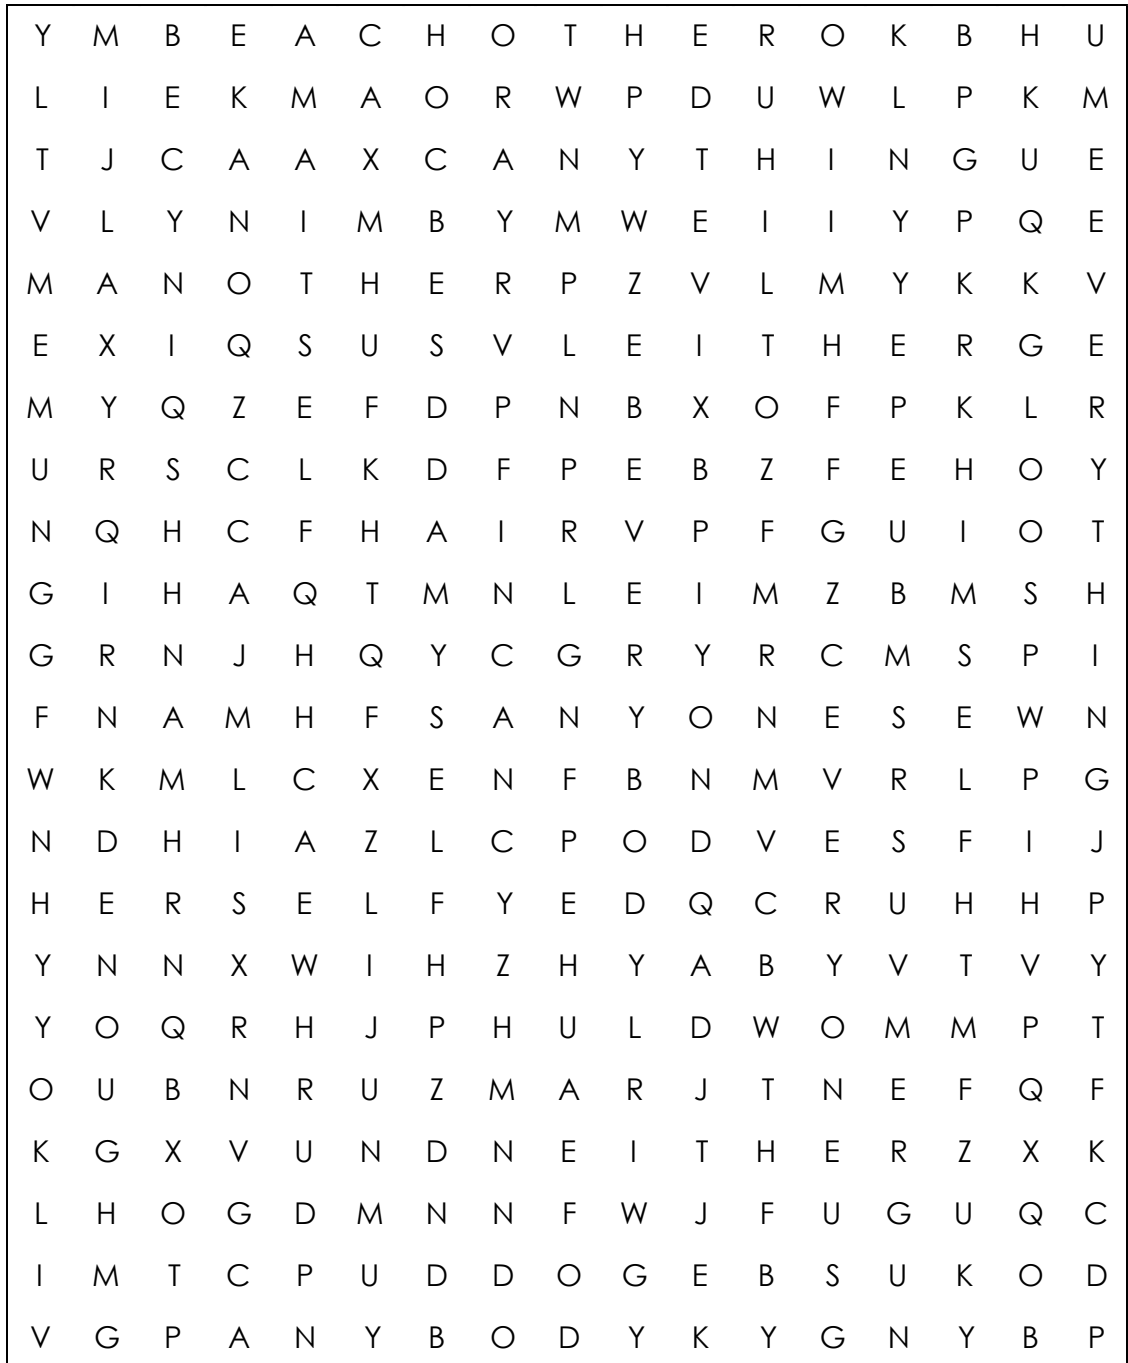 Y M B E A C H O T H E R O K B H U
L I E K M A O R W P D U W L P K M
T J C A A X C A N Y T H I N G U E
V L Y N I M B Y M W E I I Y P Q E
M A N O T H E R P Z V L M Y K K V
E X I Q S U S V L E I T H E R G E
M Y Q Z E F D P N B X O F P K L R
U R S C L K D F P E B Z F E H O Y
N Q H C F H A I R V P F G U I O T
G I H A Q T M N L E I M Z B M S H
G R N J H Q Y C G R Y R C M S P I
F N A M H F S A N Y O N E S E W N
W K M L C X E N F B N M V R L P G
N D H I A Z L C P O D V E S F I J
H E R S E L F Y E D Q C R U H H P
Y N N X W I H Z H Y A B Y V T V Y
Y O Q R H J P H U L D W O M M P T
O U B N R U Z M A R J T N E F Q F
K G X V U N D N E I T H E R Z X K
L H O G D M N N F W J F U G U Q C
I M T C P U D D O G E B S U K O D
V G P A N Y B O D Y K Y G N Y B P